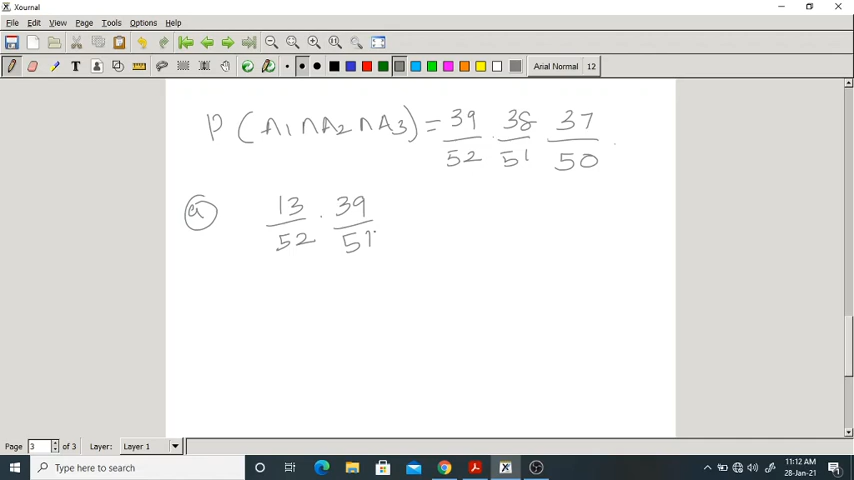 Xournal
File Edit View Page Tools Options Help
Arial Normal 12
P (A1 ∩ A2 ∩ A3) = 39/52 . 38/51 . 37/50
a 13/52 . 39/51
Page 3 of 3 Layer: Layer 1
Type here to search
11:12 AM
28-Jan-21